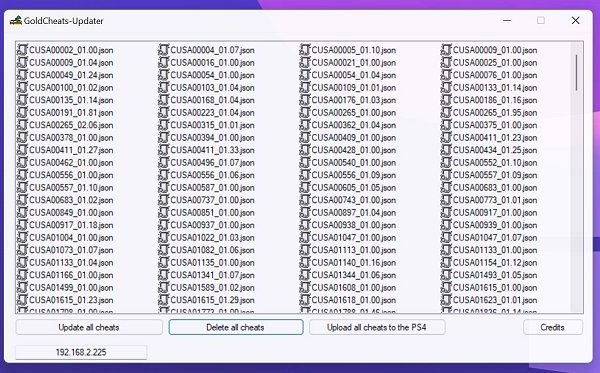 GoldCheats-Updater
CUSA00002_01.00.json CUSA00004_01.07.json CUSA00005_01.10.json CUSA00009_01.00.json
CUSA00009_01.04.json CUSA00016_01.00.json CUSA00021_01.00.json CUSA00025_01.00.json
CUSA00049_01.24.json CUSA00054_01.00.json CUSA00054_01.04.json CUSA00076_01.00.json
CUSA00100_01.02.json CUSA00103_01.04.json CUSA00109_01.01.json CUSA00133_01.14.json
CUSA00135_01.14.json CUSA00168_01.04.json CUSA00176_01.03.json CUSA00186_01.16.json
CUSA00191_01.81.json CUSA00223_01.04.json CUSA00265_01.00.json CUSA00265_01.95.json
CUSA00265_02.06.json CUSA00315_01.01.json CUSA00362_01.04.json CUSA00375_01.00.json
CUSA00378_01.00.json CUSA00394_01.00.json CUSA00409_01.00.json CUSA00411_01.23.json
CUSA00411_01.27.json CUSA00411_01.33.json CUSA00428_01.00.json CUSA00434_01.25.json
CUSA00462_01.00.json CUSA00496_01.07.json CUSA00540_01.00.json CUSA00552_01.10.json
CUSA00556_01.00.json CUSA00556_01.06.json CUSA00556_01.09.json CUSA00557_01.09.json
CUSA00557_01.10.json CUSA00587_01.00.json CUSA00605_01.05.json CUSA00683_01.00.json
CUSA00683_01.02.json CUSA00737_01.00.json CUSA00743_01.00.json CUSA00773_01.01.json
CUSA00849_01.00.json CUSA00851_01.00.json CUSA00897_01.04.json CUSA00917_01.00.json
CUSA00917_01.18.json CUSA00937_01.00.json CUSA00938_01.00.json CUSA00939_01.00.json
CUSA01004_01.00.json CUSA01022_01.03.json CUSA01047_01.00.json CUSA01047_01.07.json
CUSA01073_01.07.json CUSA01082_01.06.json CUSA01113_01.00.json CUSA01133_01.00.json
CUSA01133_01.04.json CUSA01135_01.00.json CUSA01140_01.16.json CUSA01154_01.12.json
CUSA01166_01.00.json CUSA01341_01.07.json CUSA01344_01.06.json CUSA01493_01.05.json
CUSA01499_01.00.json CUSA01589_01.02.json CUSA01608_01.00.json CUSA01615_01.00.json
CUSA01615_01.23.json CUSA01615_01.29.json CUSA01618_01.00.json CUSA01623_01.01.json
Update all cheats Delete all cheats Upload all cheats to the PS4 Credits
192.168.2.225